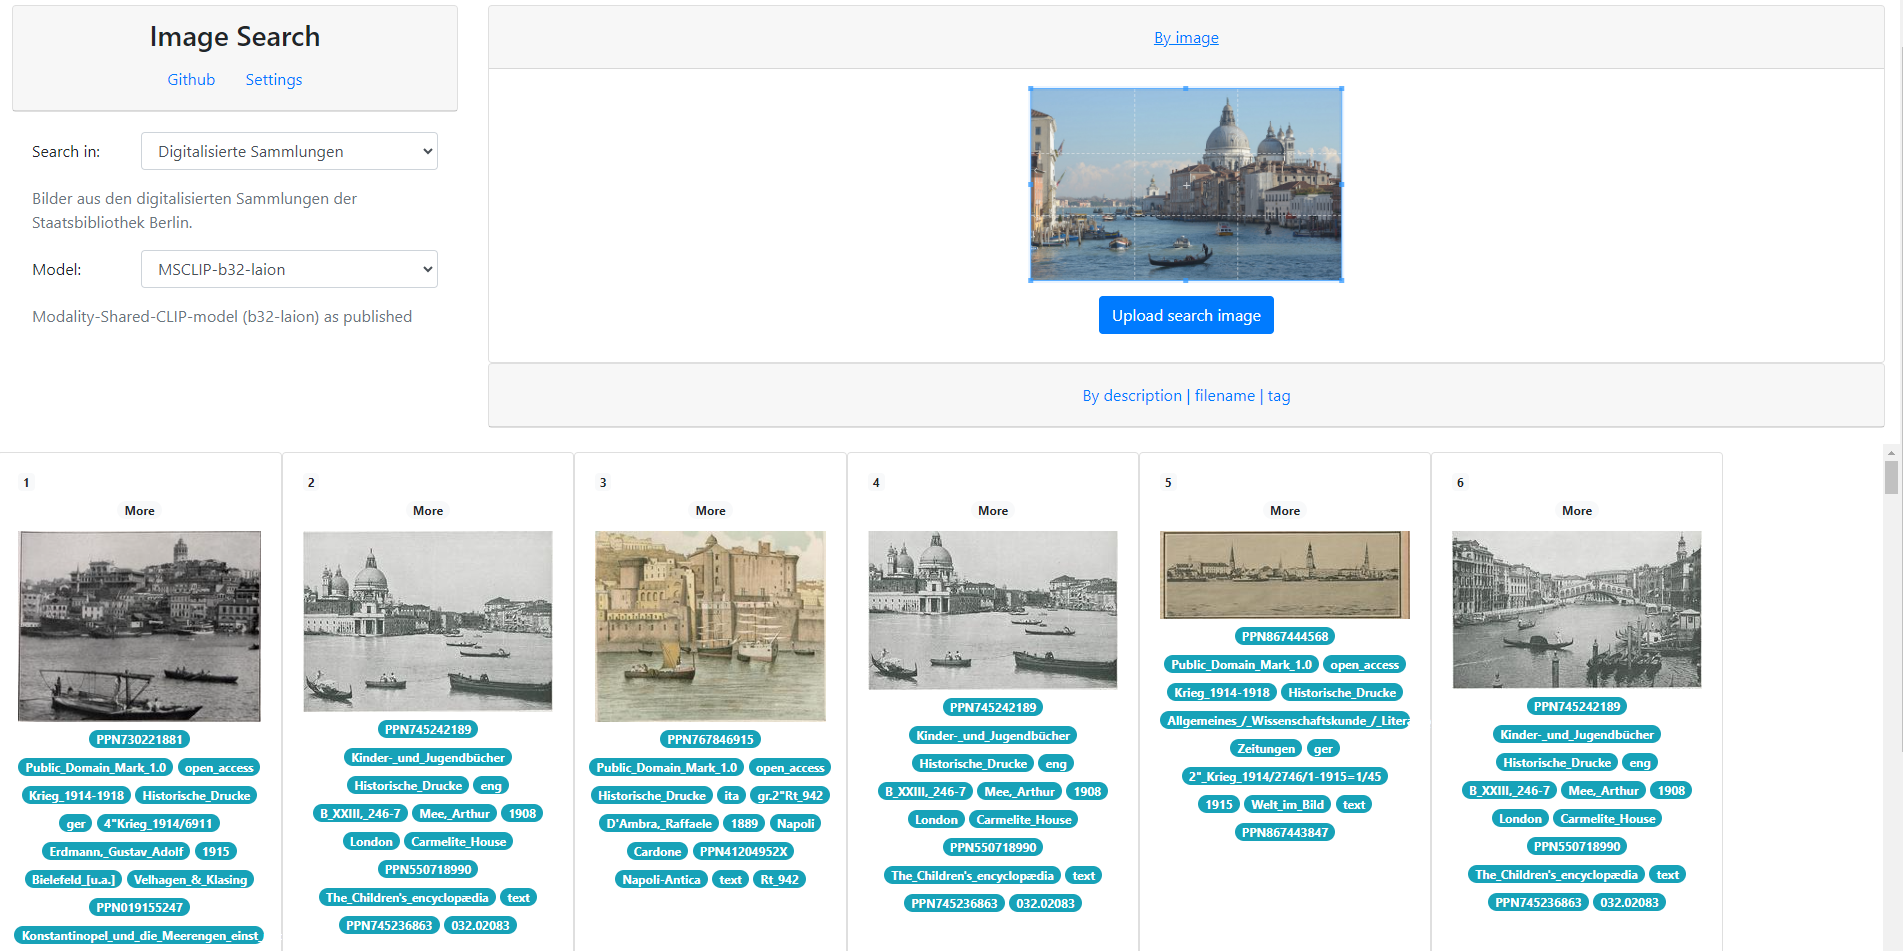 Image Search
Github Settings
Search in: Digitalisierte Sammlungen
Bilder aus den digitalisierten Sammlungen der
Staatsbibliothek Berlin.
Model: MSCLIP-b32-laion
Modality-Shared-CLIP-model (b32-laion) as published
By image
Upload search image
By description | filename | tag
1
More
PPN730221881
Public_Domain_Mark_1.0 open_access
Krieg_1914-1918 Historische_Drucke
ger 4"Krieg_1914/6911
Erdmann,_Gustav_Adolf 1915
Bielefeld_[u.a.] Velhagen_&_Klasing
PPN019155247
Konstantinopel_und_die_Meerengen_einst_
2
More
PPN745242189
Kinder-_und_Jugendbücher
Historische_Drucke eng
B_XXIII,_246-7 Mee,_Arthur 1908
London Carmelite_House
PPN550718990
The_Children's_encyclopædia text
PPN745236863 032.02083
3
More
PPN767846915
Public_Domain_Mark_1.0 open_access
Historische_Drucke ita gr.2"Rt_942
D'Ambra,_Raffaele 1889 Napoli
Cardone PPN41204952X
Napoli-Antica text Rt_942
4
More
PPN745242189
Kinder-_und_Jugendbücher
Historische_Drucke eng
B_XXIII,_246-7 Mee,_Arthur 1908
London Carmelite_House
PPN550718990
The_Children's_encyclopædia text
PPN745236863 032.02083
5
More
PPN867444568
Public_Domain_Mark_1.0 open_access
Krieg_1914-1918 Historische_Drucke
Allgemeines_/_Wissenschaftskunde_/_Litera
Zeitungen ger
2"_Krieg_1914/2746/1-1915=1/45
1915 Welt_im_Bild text
PPN867443847
6
More
PPN745242189
Kinder-_und_Jugendbücher
Historische_Drucke eng
B_XXIII,_246-7 Mee,_Arthur 1908
London Carmelite_House
PPN550718990
The_Children's_encyclopædia text
PPN745236863 032.02083